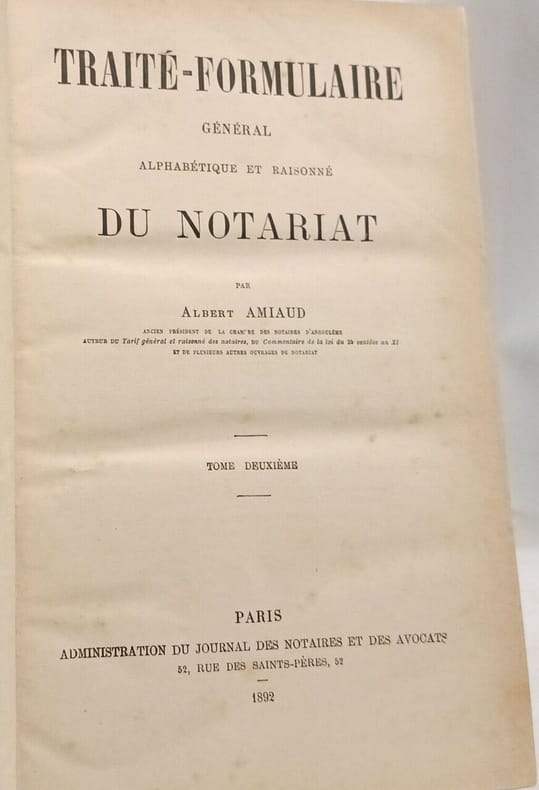 TRAITÉ-FORMULAIRE
GÉNÉRAL
ALPHABÉTIQUE ET RAISONNÉ
DU NOTARIAT
PAR
ALBERT AMIAUD
ANCIEN PRÉSIDENT DE LA CHAMBRE DES NOTAIRES D'ANGOULÊME
AUTEUR DU Tarif général et raisonné des notaires, DU Commentaire de la loi du 25 ventôse an XI
ET DE PLUSIEURS AUTRES OUVRAGES DE NOTARIAT
TOME DEUXIÈME
PARIS
ADMINISTRATION DU JOURNAL DES NOTAIRES ET DES AVOCATS
52, RUE DES SAINTS-PÈRES, 52
1892